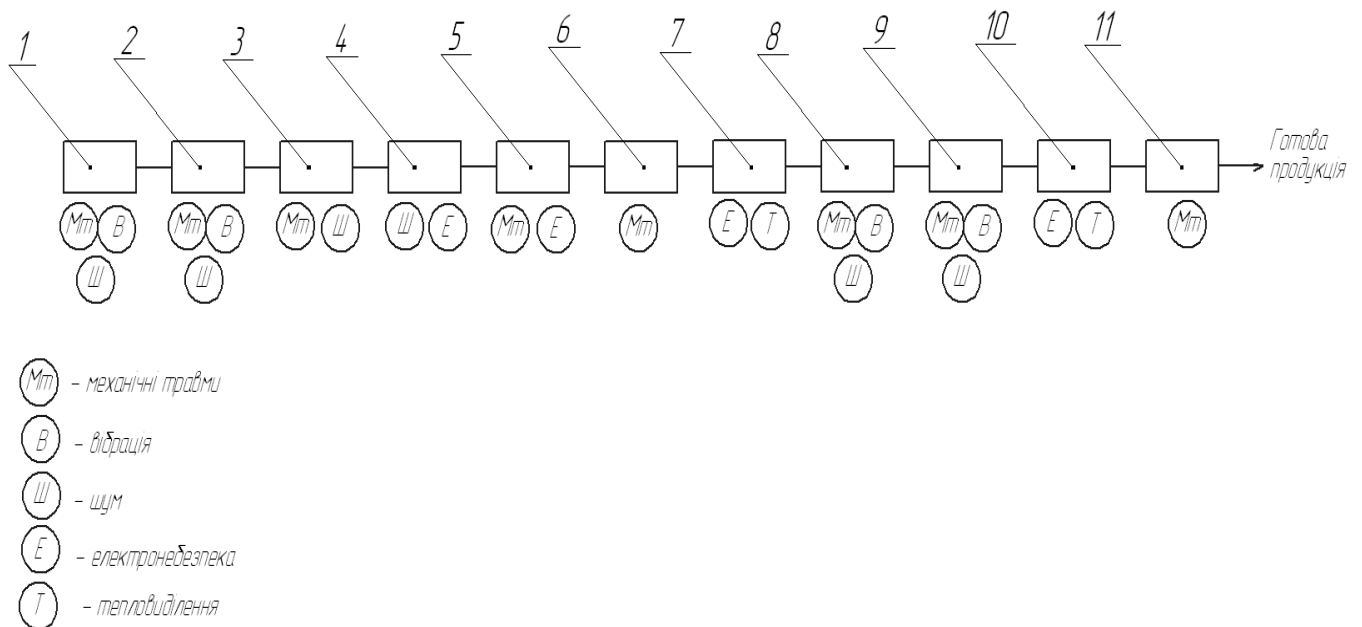 1 2 3 4 5 6 7 8 9 10 11
Готова
продукція
Мт В Мт В Мт Ш Ш Е Мт Е Мт Е Т Мт В Мт В Е Т Мт
Ш Ш Ш Ш
Мт - механічні травми
В - вібрація
Ш - шум
Е - електронебезпека
Т - тепловиділення